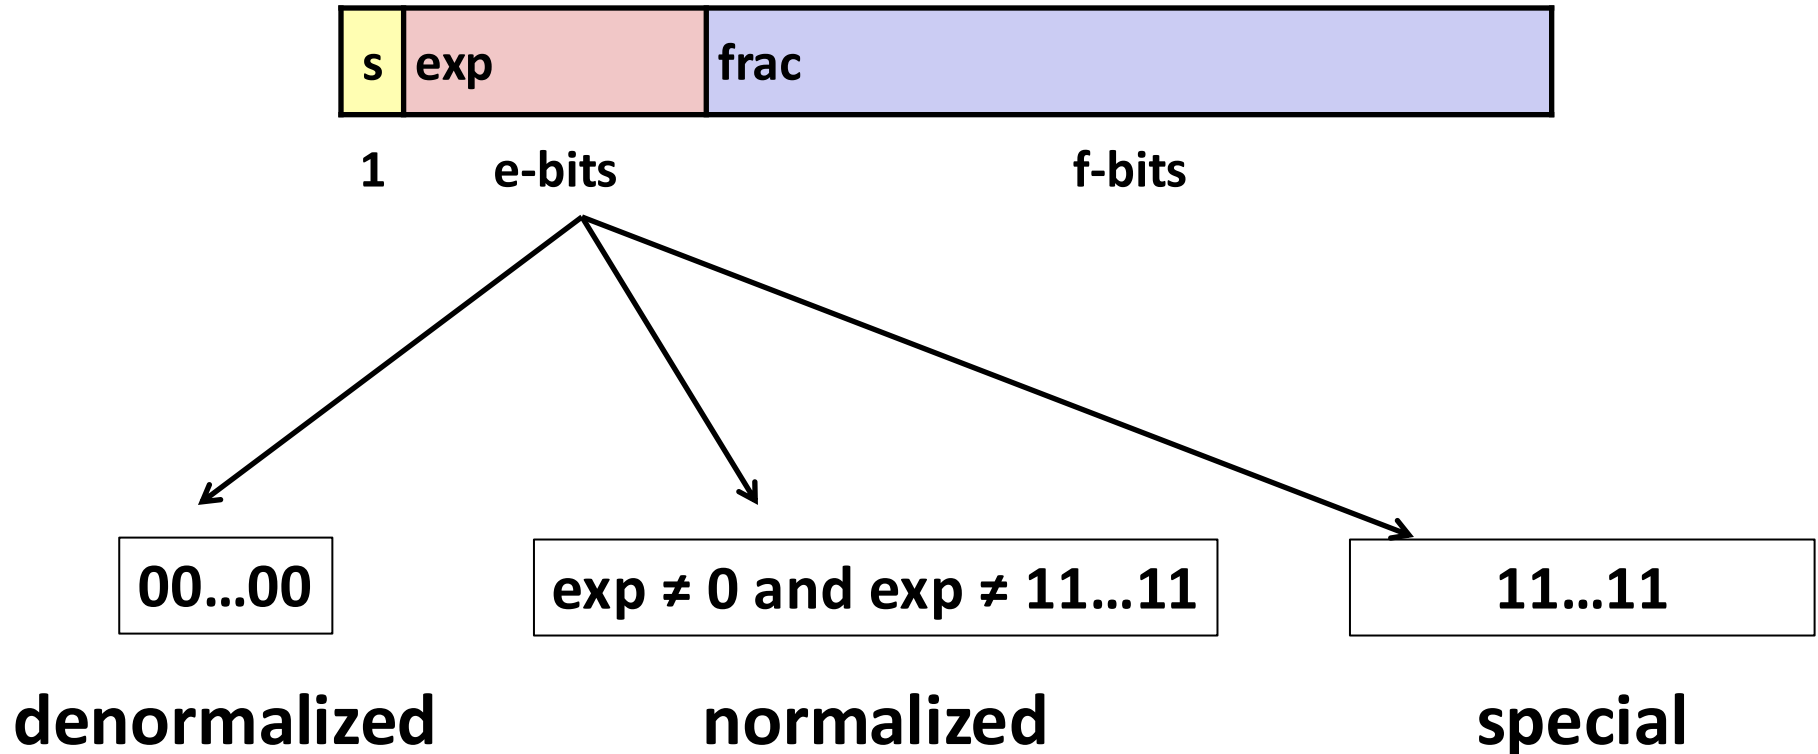 s exp frac
1 e-bits f-bits
00…00 exp ≠ 0 and exp ≠ 11…11 11…11
denormalized normalized special